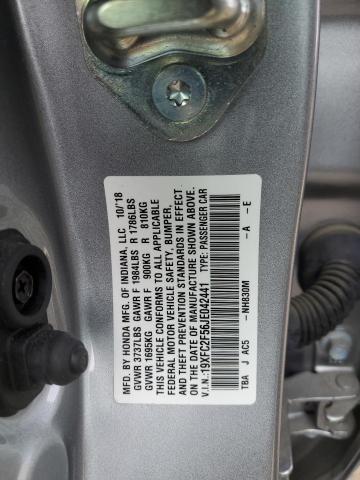 MFD. BY HONDA MFG. OF INDIANA, LLC 10/'18
GVWR 3737LBS GAWR F 1984LBS R 1786LBS
GVWR 1695KG GAWR F 900KG R 810KG
THIS VEHICLE CONFORMS TO ALL APPLICABLE
FEDERAL MOTOR VEHICLE SAFETY, BUMPER,
AND THEFT PREVENTION STANDARDS IN EFFECT
ON THE DATE OF MANUFACTURE SHOWN ABOVE.
V.I.N.: 19XFC2F56JE042441 TYPE: PASSENGER CAR
TBA J AC5 - NH830M -A -E